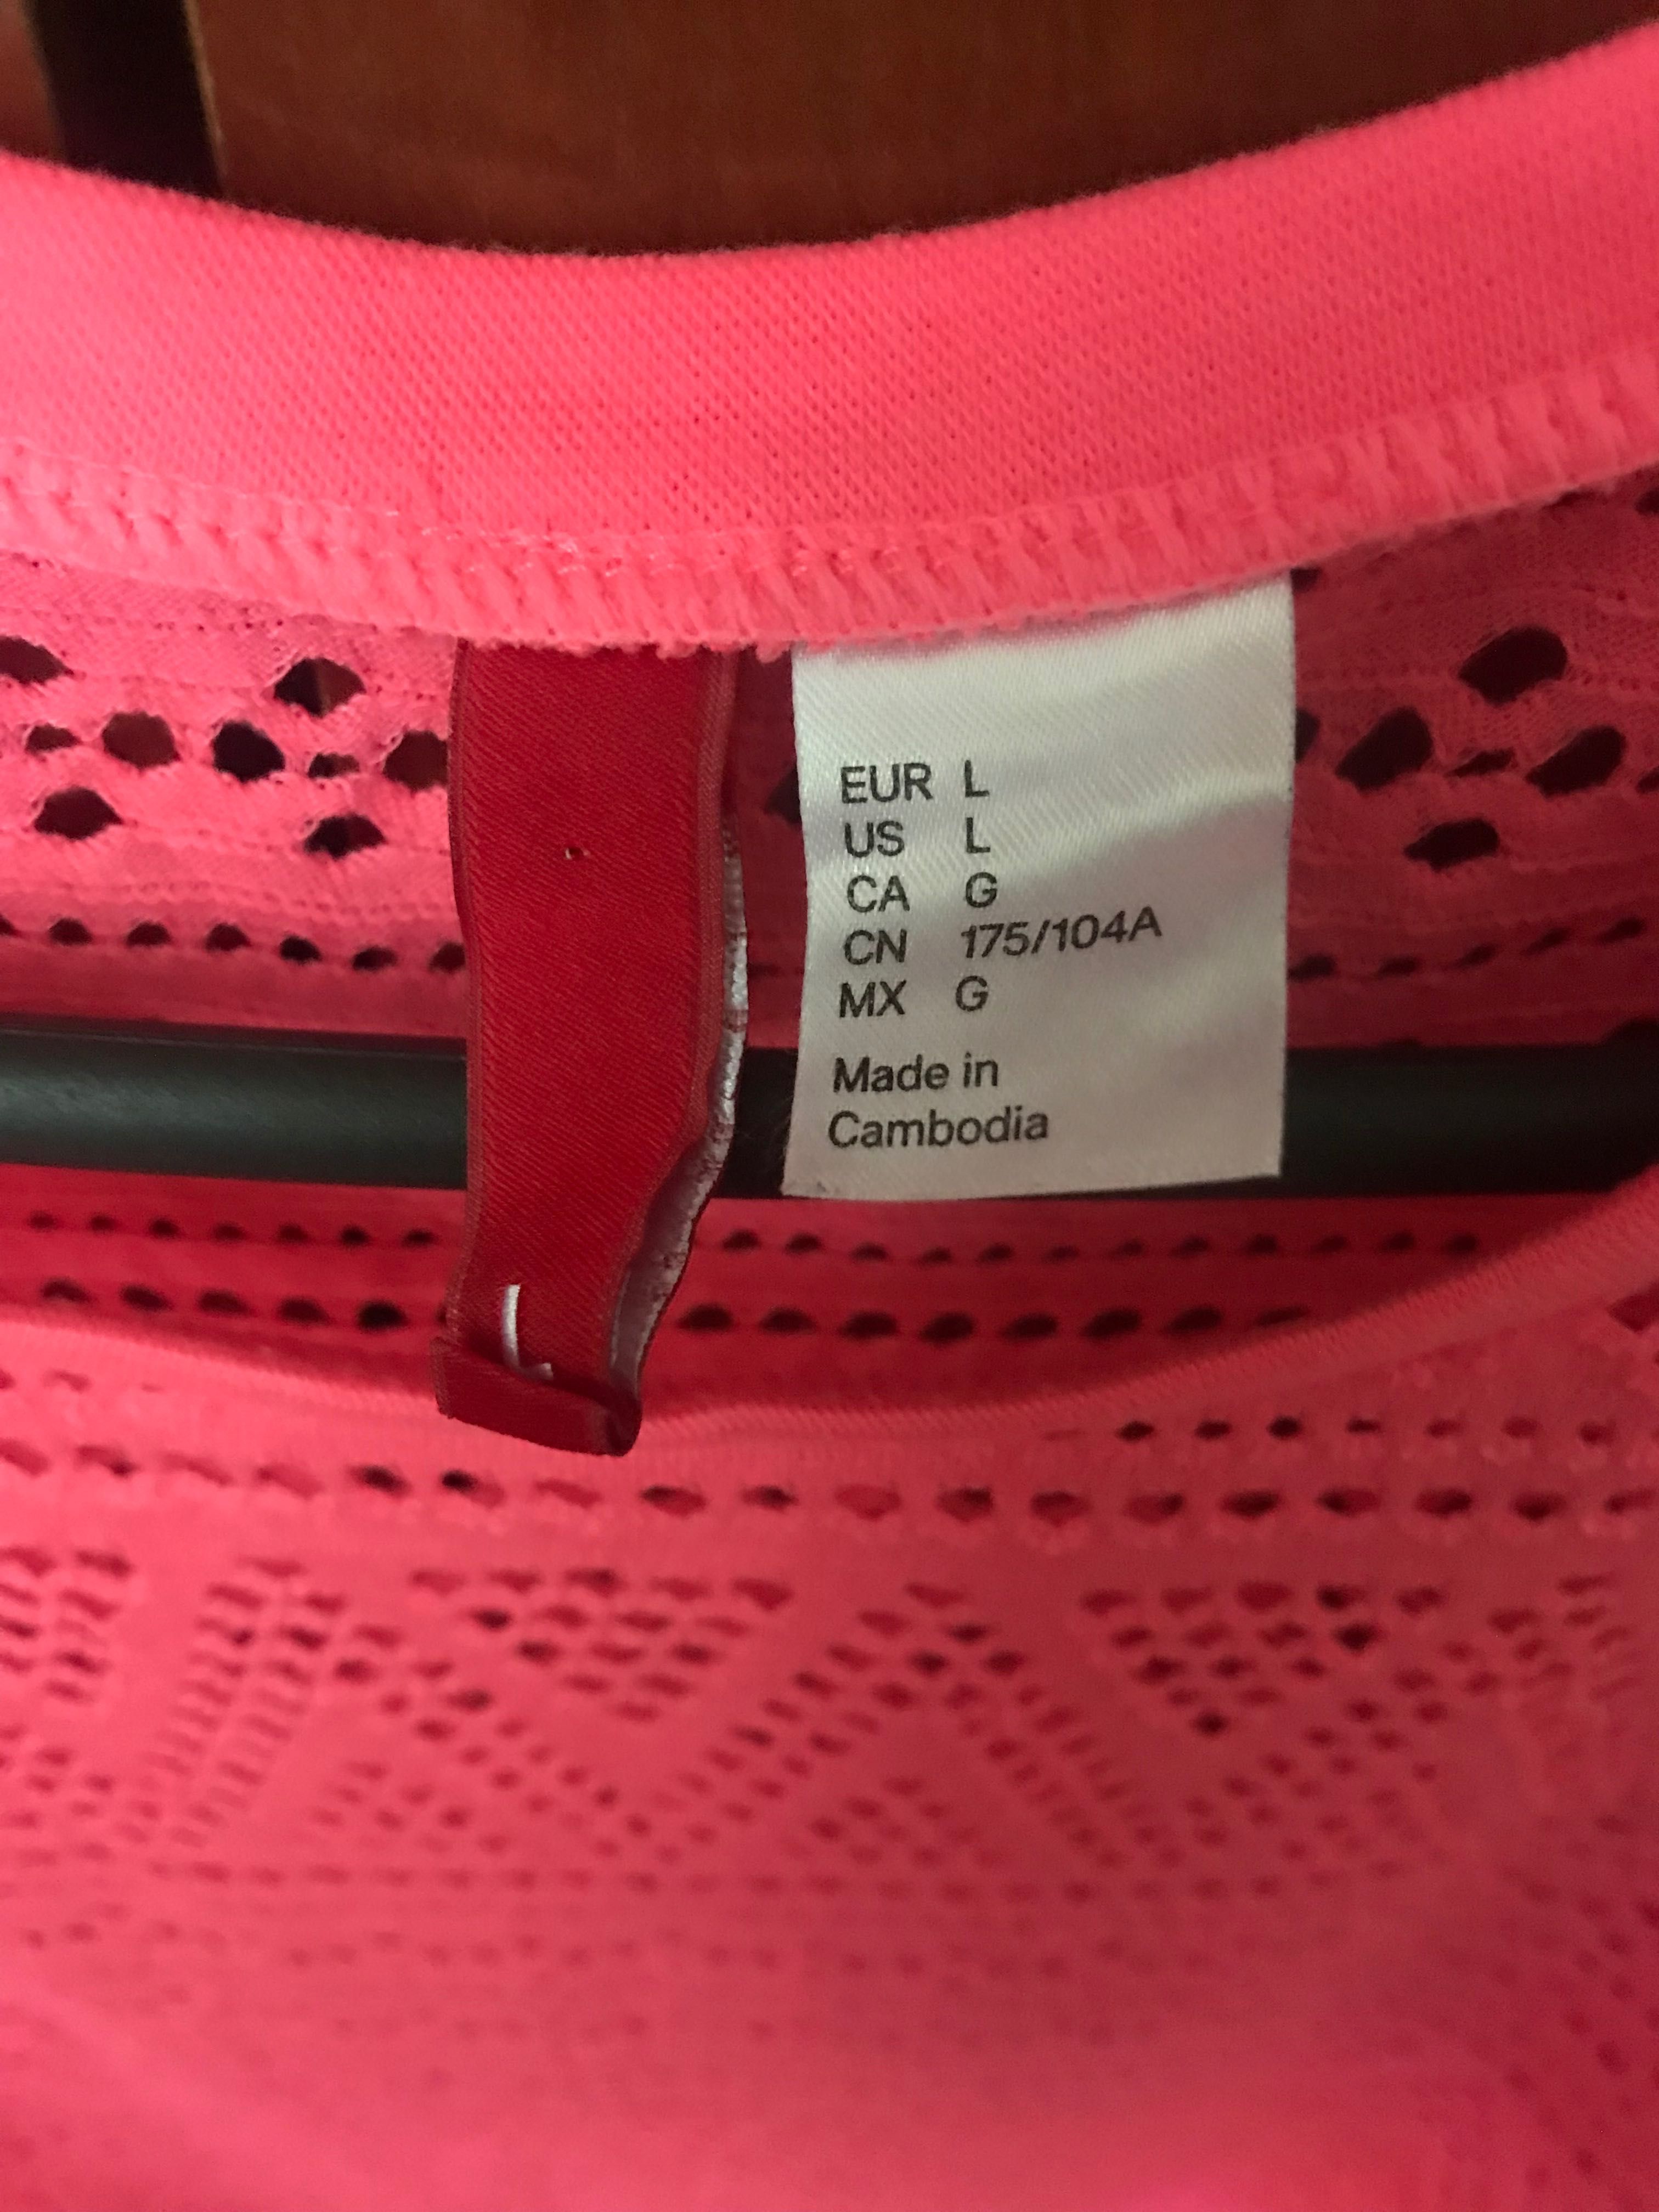 EUR L
US L
CA G
CN 175/104A
MX G
Made in
Cambodia